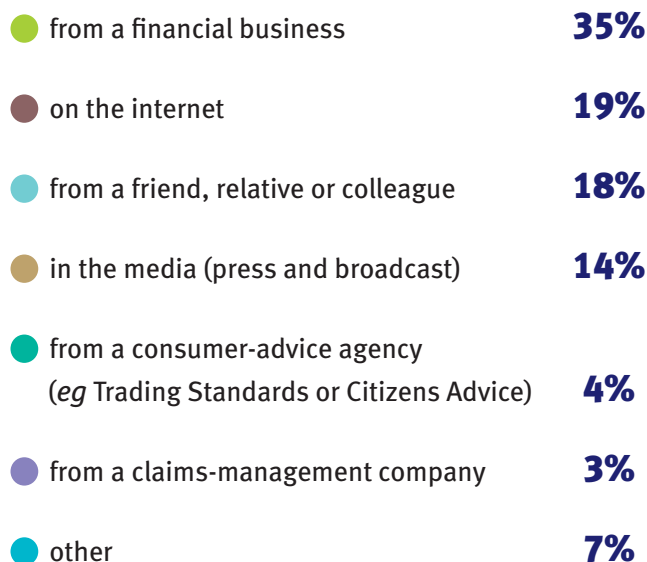 from a financial business 35%
on the internet 19%
from a friend, relative or colleague 18%
in the media (press and broadcast) 14%
from a consumer-advice agency
(eg Trading Standards or Citizens Advice) 4%
from a claims-management company 3%
other 7%